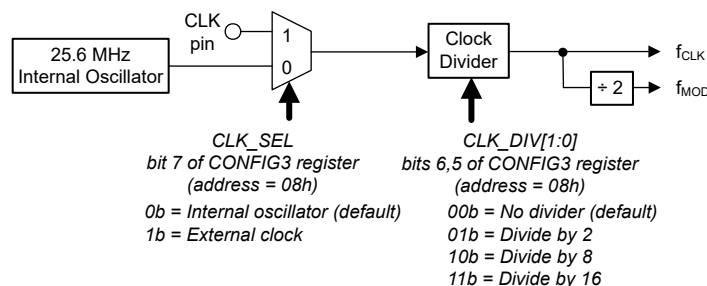 CLK
pin
1
0
25.6 MHz
Internal Oscillator
Clock
Divider
fCLK
÷ 2
fMOD
CLK_SEL
bit 7 of CONFIG3 register
(address = 08h)
0b = Internal oscillator (default)
1b = External clock
CLK_DIV[1:0]
bits 6,5 of CONFIG3 register
(address = 08h)
00b = No divider (default)
01b = Divide by 2
10b = Divide by 8
11b = Divide by 16